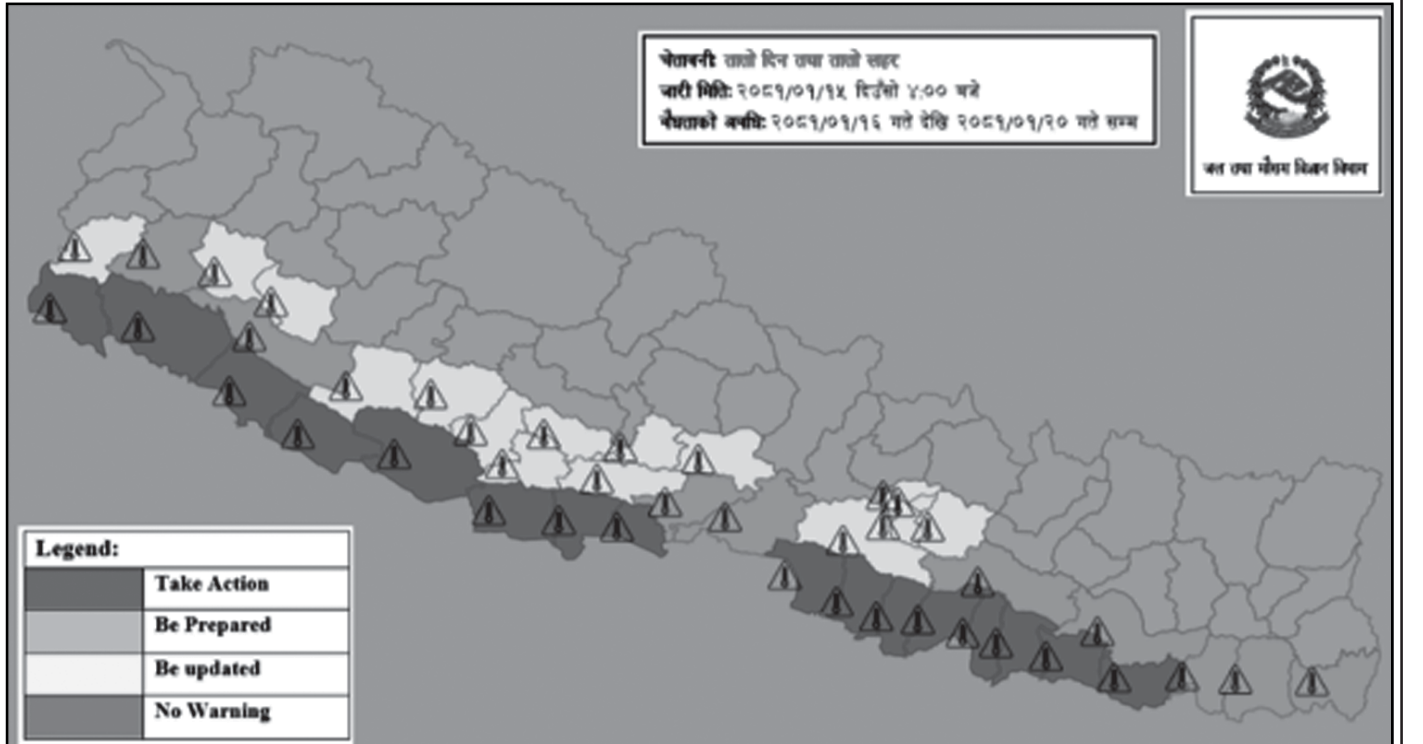 चेतावनीः तातो दिन तथा तातो लहर
जारी मितिः २०८१/०१/१५ दिउँसो ४:०० बजे
वैधताको अवधिः २०८१/०१/१६ गते देखि २०८१/०१/२० गते सम्म
जल तथा मौसम विज्ञान विभाग
Legend:
Take Action
Be Prepared
Be updated
No Warning